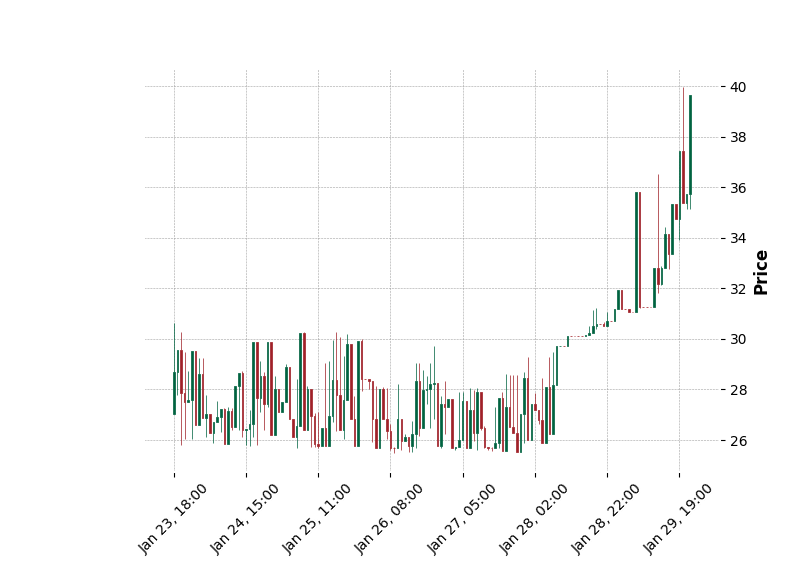 40
38
36
34
32
30
28
26
Price
Jan 23, 18:00
Jan 24, 15:00
Jan 25, 11:00
Jan 26, 08:00
Jan 27, 05:00
Jan 28, 02:00
Jan 28, 22:00
Jan 29, 19:00